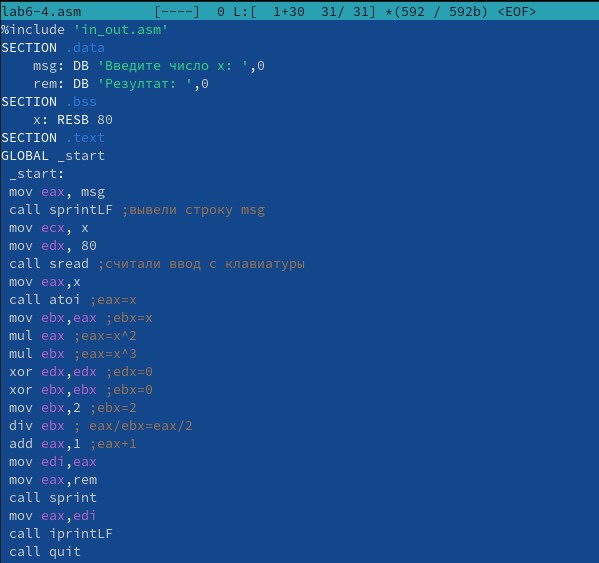 lab6-4.asm [----] 0 L:[ 1+30 31/ 31] *(592 / 592b) <EOF>
%include 'in_out.asm'
SECTION .data
msg: DB 'Введите число x: ',0
rem: DB 'Резултат: ',0
SECTION .bss
x: RESB 80
SECTION .text
GLOBAL _start
_start:
mov eax, msg
call sprintLF ;вывели строку msg
mov ecx, x
mov edx, 80
call sread ;считали ввод с клавиатуры
mov eax,x
call atoi ;eax=x
mov ebx,eax ;ebx=x
mul eax ;eax=x^2
mul ebx ;eax=x^3
xor edx,edx ;edx=0
xor ebx,ebx ;ebx=0
mov ebx,2 ;ebx=2
div ebx ; eax/ebx=eax/2
add eax,1 ;eax+1
mov edi,eax
mov eax,rem
call sprint
mov eax,edi
call iprintLF
call quit